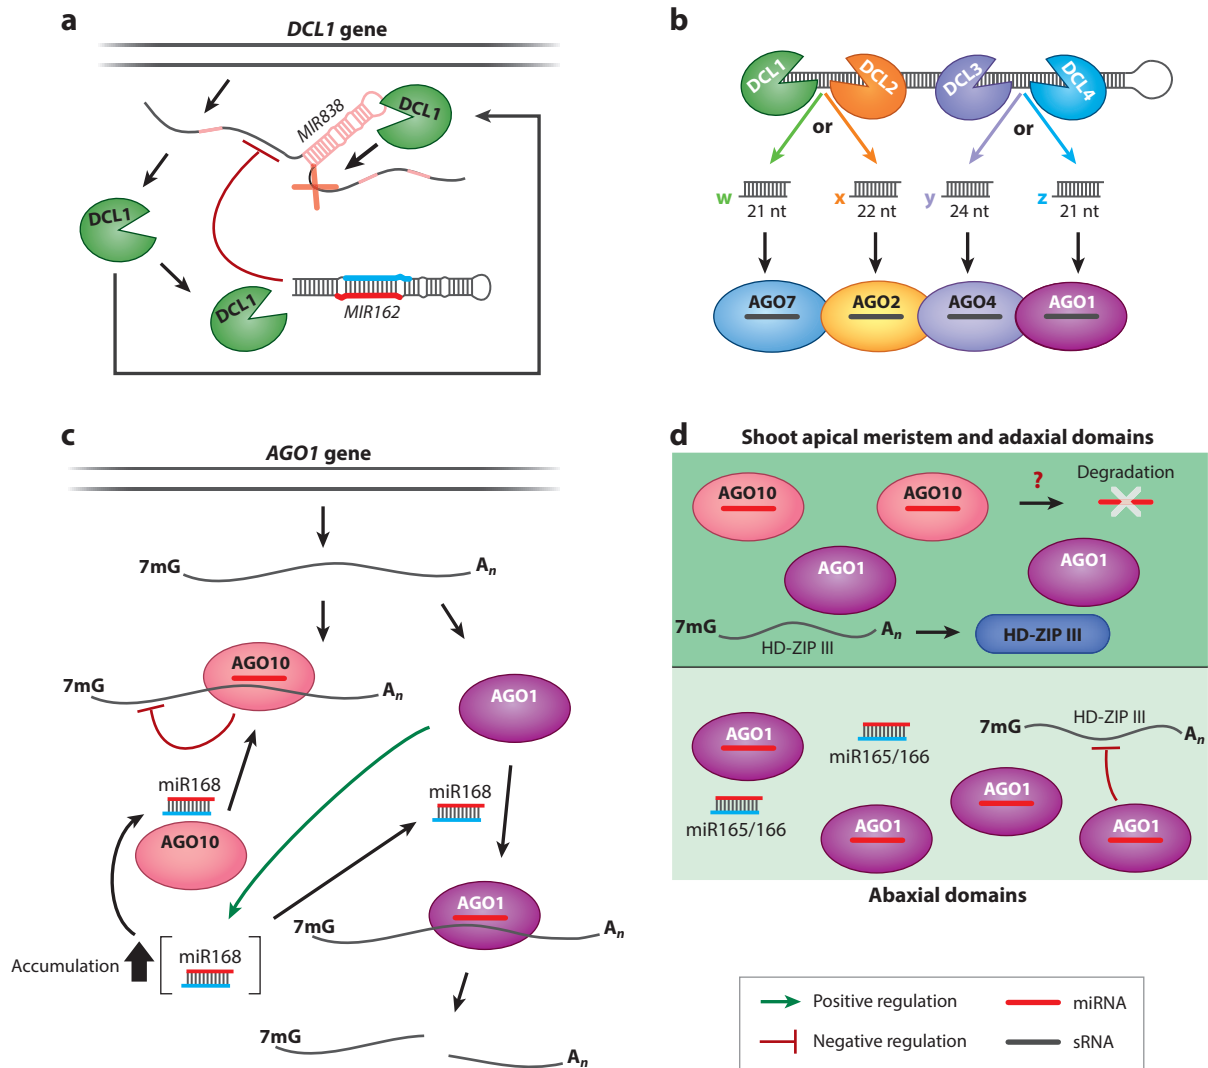 a
DCL1 gene
MIR838
DCL1
DCL1
DCL1
MIR162
b
DCL1
DCL2
DCL3
DCL4
or
or
w
21 nt
x
22 nt
y
24 nt
z
21 nt
AGO7
AGO2
AGO4
AGO1
c
AGO1 gene
7mG
An
AGO10
7mG
An
AGO1
miR168
AGO10
miR168
AGO1
7mG
An
Accumulation
miR168
7mG
An
d
Shoot apical meristem and adaxial domains
AGO10
AGO10
?
Degradation
AGO1
AGO1
7mG
An
HD-ZIP III
HD-ZIP III
AGO1
miR165/166
HD-ZIP III
7mG
An
miR165/166
AGO1
AGO1
AGO1
Abaxial domains
Positive regulation
miRNA
Negative regulation
sRNA